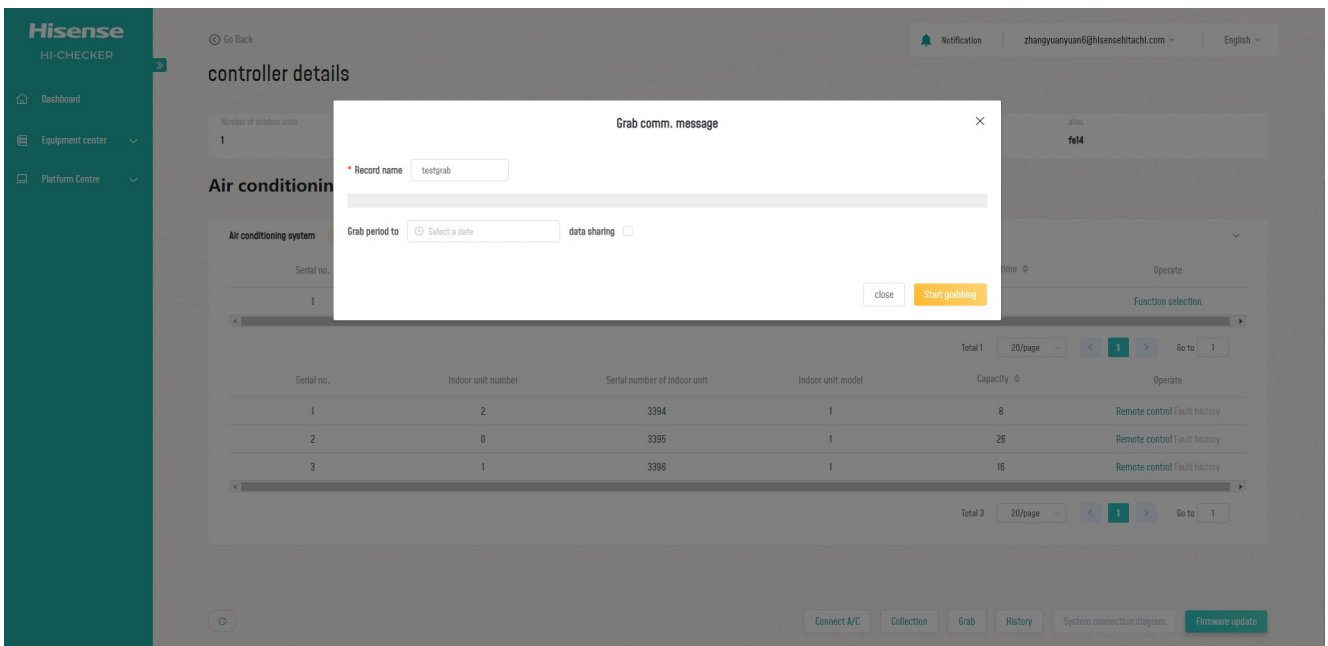 Hisense
HI-CHECKER
Dashboard
Equipment center
Platform Centre
Go Back
Notification
zhangyuanyuan6@hisensehitachi.com
English
controller details
Number of outdoor units
1
alias
fe14
Grab comm. message
* Record name
testgrab
Grab period to
Select a date
data sharing
close
Start grabbing
Air conditionin
Air conditioning system
Serial no.
time
Operate
1
Function selection
Total 1
20/page
1
Go to
1
Serial no.
Indoor unit number
Serial number of indoor unit
Indoor unit model
Capacity
Operate
1
2
3394
1
8
Remote control Fault history
2
0
3395
1
26
Remote control Fault history
3
1
3396
1
16
Remote control Fault history
Total 3
20/page
1
Go to
1
Connect A/C
Collection
Grab
History
System connection diagram
Firmware update